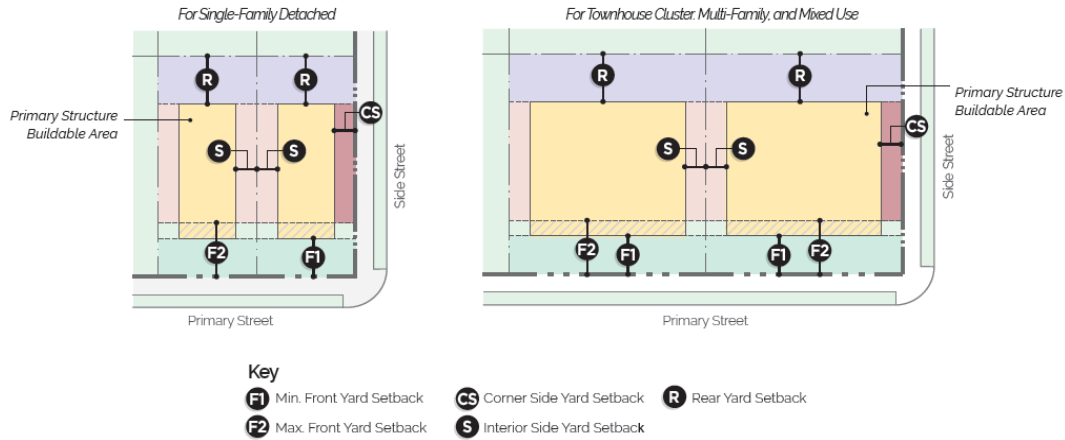 For Single-Family Detached
R
R
Primary Structure
Buildable Area
CS
S
S
Side Street
F2
F1
Primary Street
For Townhouse Cluster. Multi-Family, and Mixed Use
R
R
Primary Structure
Buildable Area
CS
S
S
Side Street
F2
F1
F1
F2
Primary Street
Key
F1 Min. Front Yard Setback
CS Corner Side Yard Setback
R Rear Yard Setback
F2 Max. Front Yard Setback
S Interior Side Yard Setback